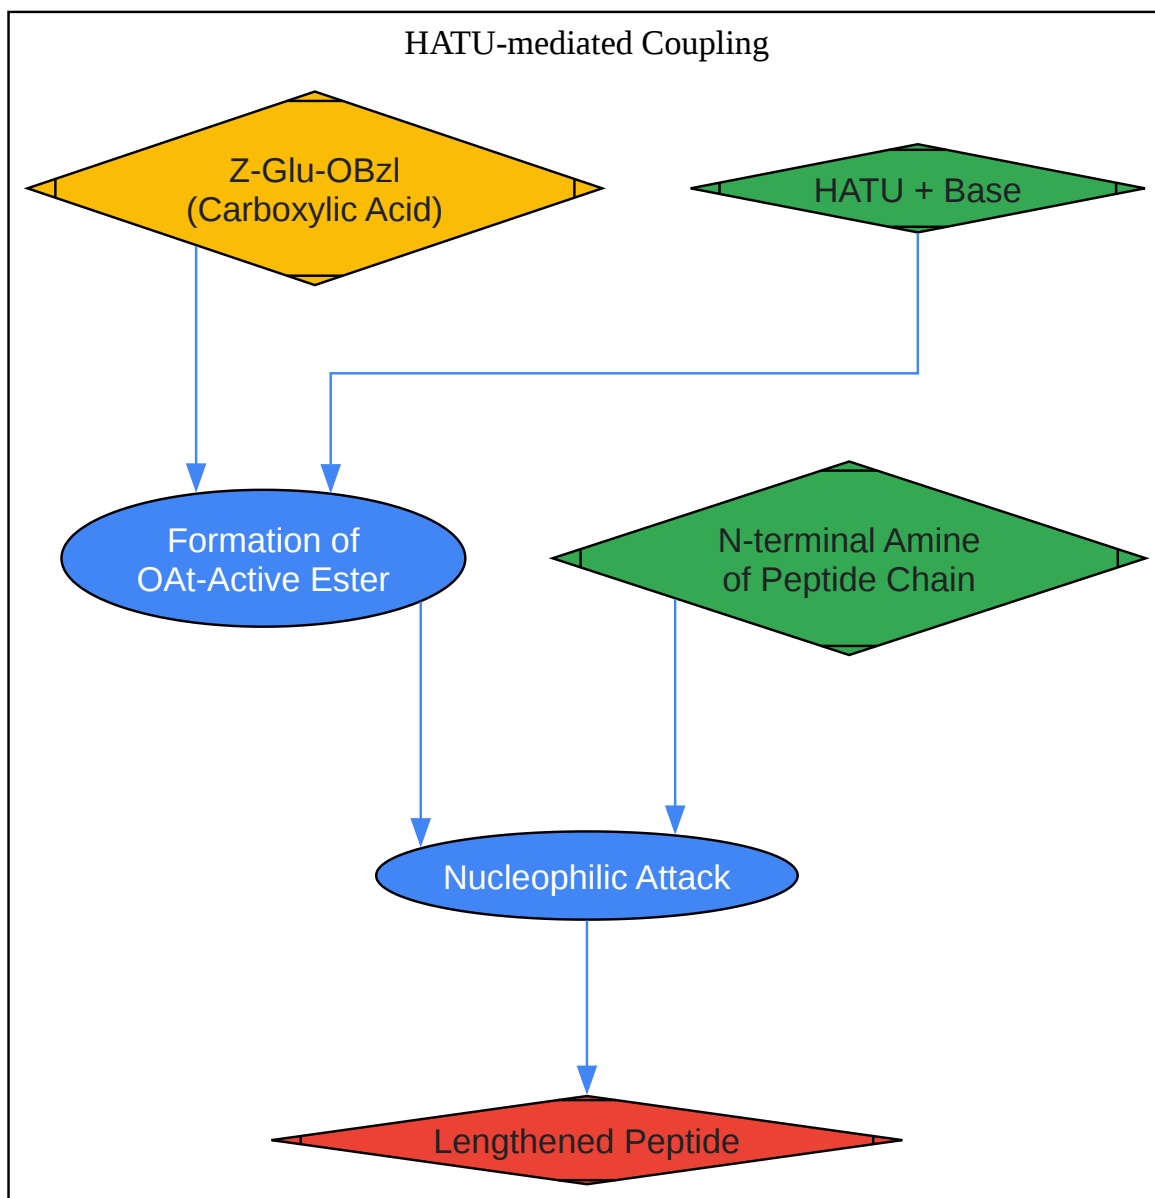 HATU-mediated Coupling
Z-Glu-OBzl
(Carboxylic Acid)
HATU + Base
Formation of
OAt-Active Ester
N-terminal Amine
of Peptide Chain
Nucleophilic Attack
Lengthened Peptide